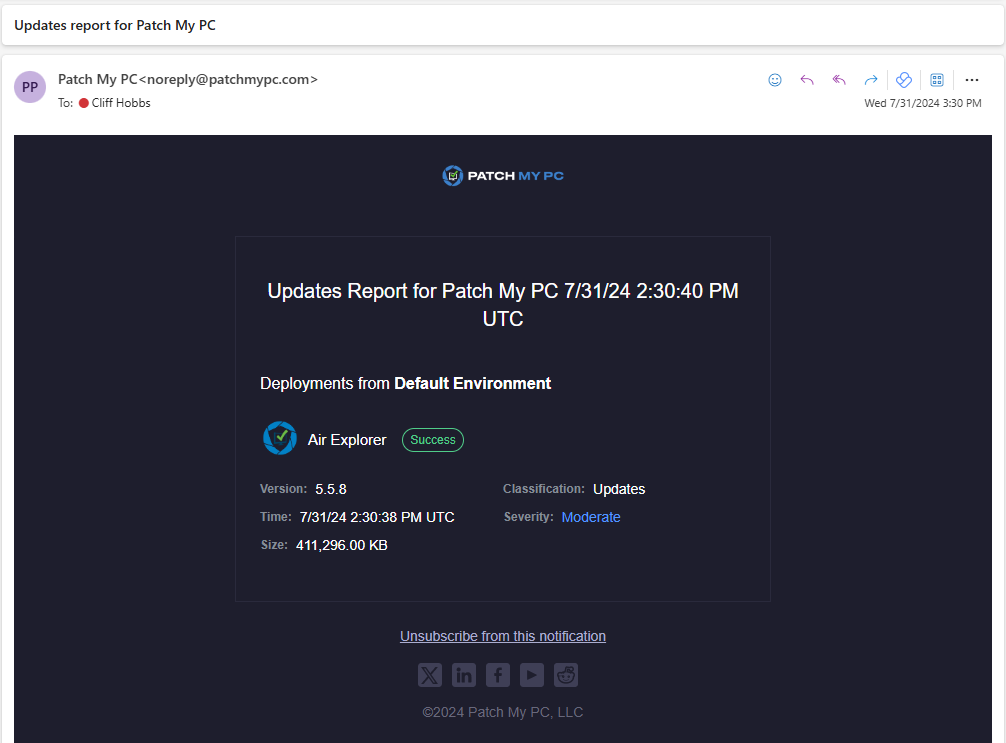 Updates report for Patch My PC
PP
Patch My PC<noreply@patchmypc.com>
To: Cliff Hobbs
Wed 7/31/2024 3:30 PM
PATCH MY PC
Updates Report for Patch My PC 7/31/24 2:30:40 PM
UTC
Deployments from Default Environment
Air Explorer Success
Version: 5.5.8 Classification: Updates
Time: 7/31/24 2:30:38 PM UTC Severity: Moderate
Size: 411,296.00 KB
Unsubscribe from this notification
©2024 Patch My PC, LLC